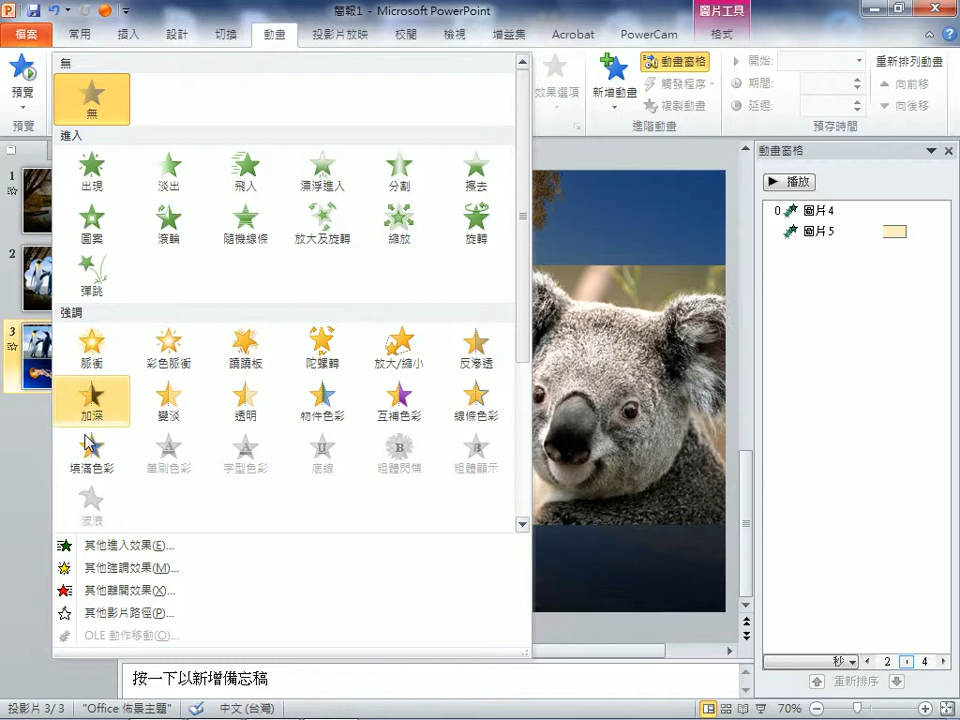 簡報1 - Microsoft PowerPoint
圖片工具
檔案 常用 插入 設計 切換 動畫 投影片放映 校閱 檢視 增益集 Acrobat PowerCam 格式
預覽
預覽
效果選項
新增動畫
動畫窗格
觸發程序
複製動畫
進階動畫
開始:
期間:
延遲:
預存時間
重新排列動畫
向前移
向後移
無
無
進入
出現 淡出 飛入 漂浮進入 分割 擦去
圖案 滾輪 隨機線條 放大及旋轉 縮放 旋轉
彈跳
強調
脈衝 彩色脈衝 蹺蹺板 陀螺轉 放大/縮小 反滲透
加深 變淡 透明 物件色彩 互補色彩 線條色彩
填滿色彩 筆刷色彩 字型色彩 底線 粗體閃爍 粗體顯示
波浪
其他進入效果(E)...
其他強調效果(M)...
其他離開效果(X)...
其他影片路徑(P)...
OLE 動作移動(O)...
1
2
3
動畫窗格
播放
0 圖片4
圖片5
秒 2 4
重新排序
按一下以新增備忘稿
投影片 3/3 "Office 佈景主題" 中文 (台灣) 70%